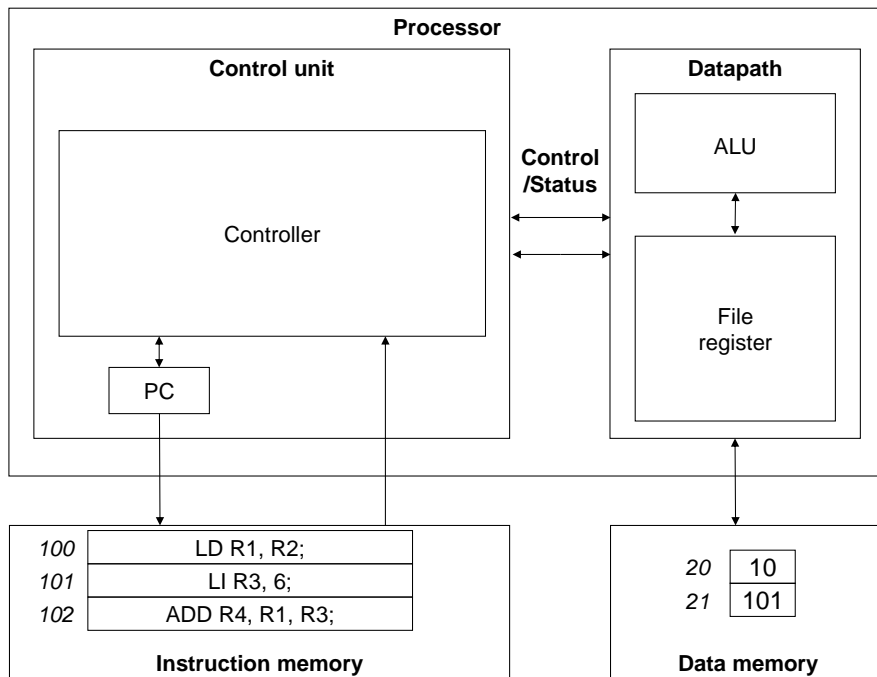 Processor
Control unit
Datapath
Controller
Control
/Status
ALU
File
register
PC
100 LD R1, R2;
101 LI R3, 6;
102 ADD R4, R1, R3;
Instruction memory
20 10
21 101
Data memory